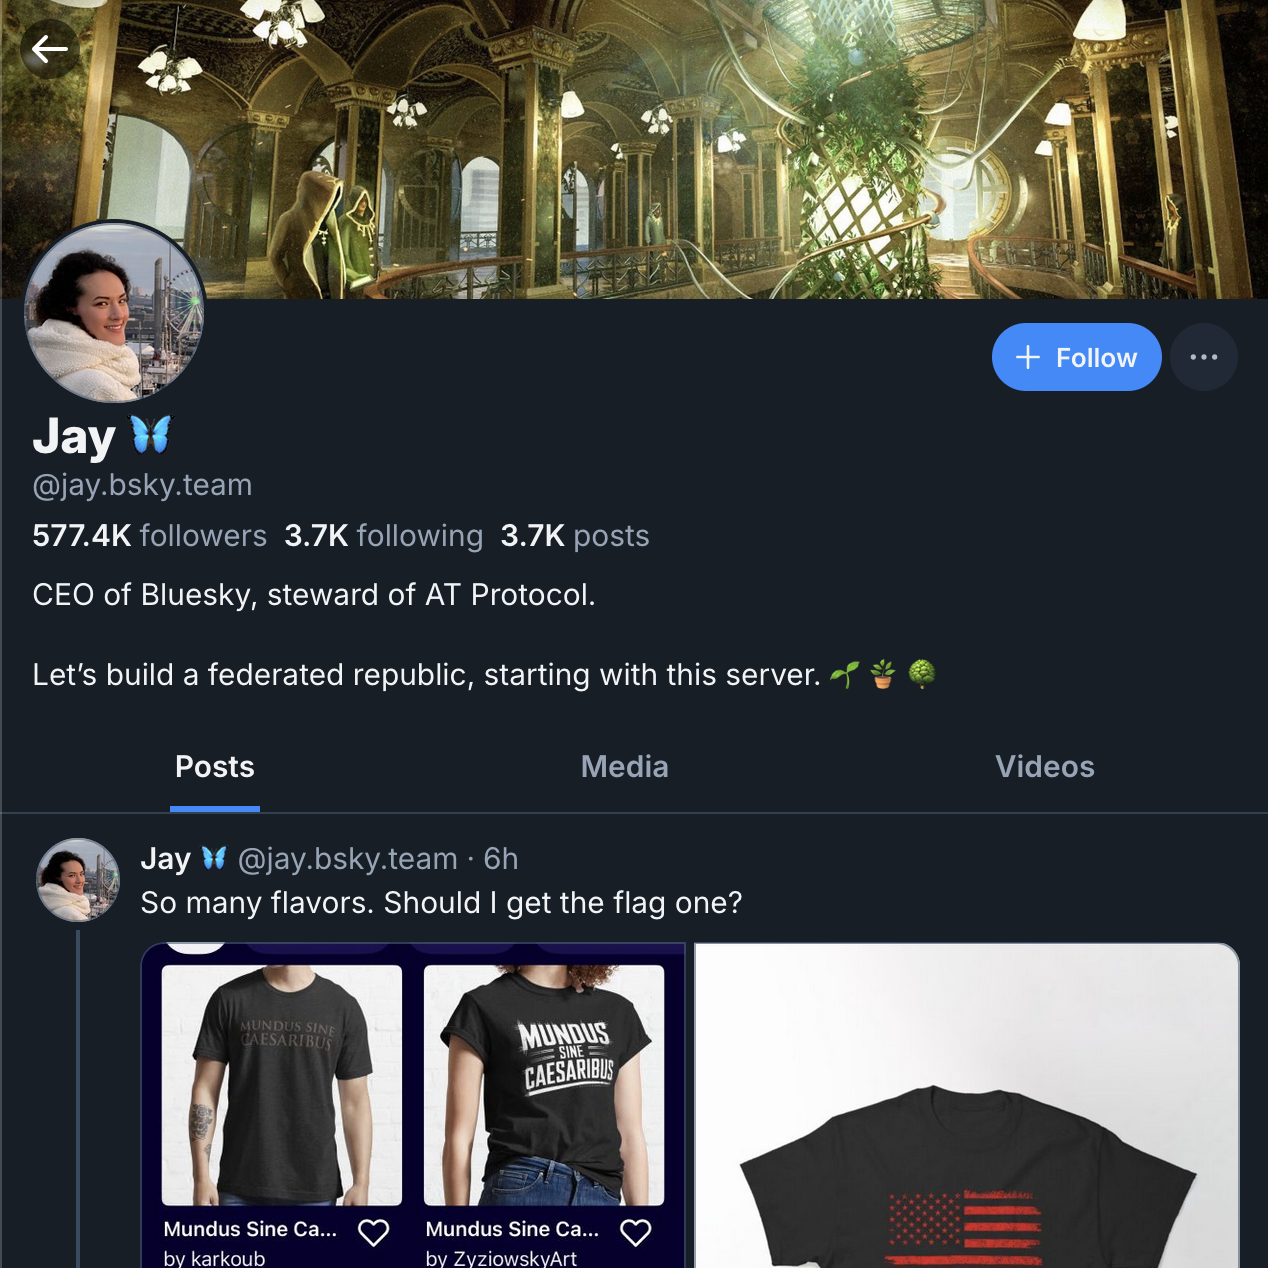 + Follow
Jay 🦋
@jay.bsky.team
577.4K followers 3.7K following 3.7K posts
CEO of Bluesky, steward of AT Protocol.
Let’s build a federated republic, starting with this server. 🌱 🪴 🌳
Posts Media Videos
Jay 🦋 @jay.bsky.team · 6h
So many flavors. Should I get the flag one?
MUNDUS SINE
CAESARIBUS
MUNDUS
SINE
CAESARIBUS
Mundus Sine Ca...
by karkoub
Mundus Sine Ca...
by ZyziowskyArt